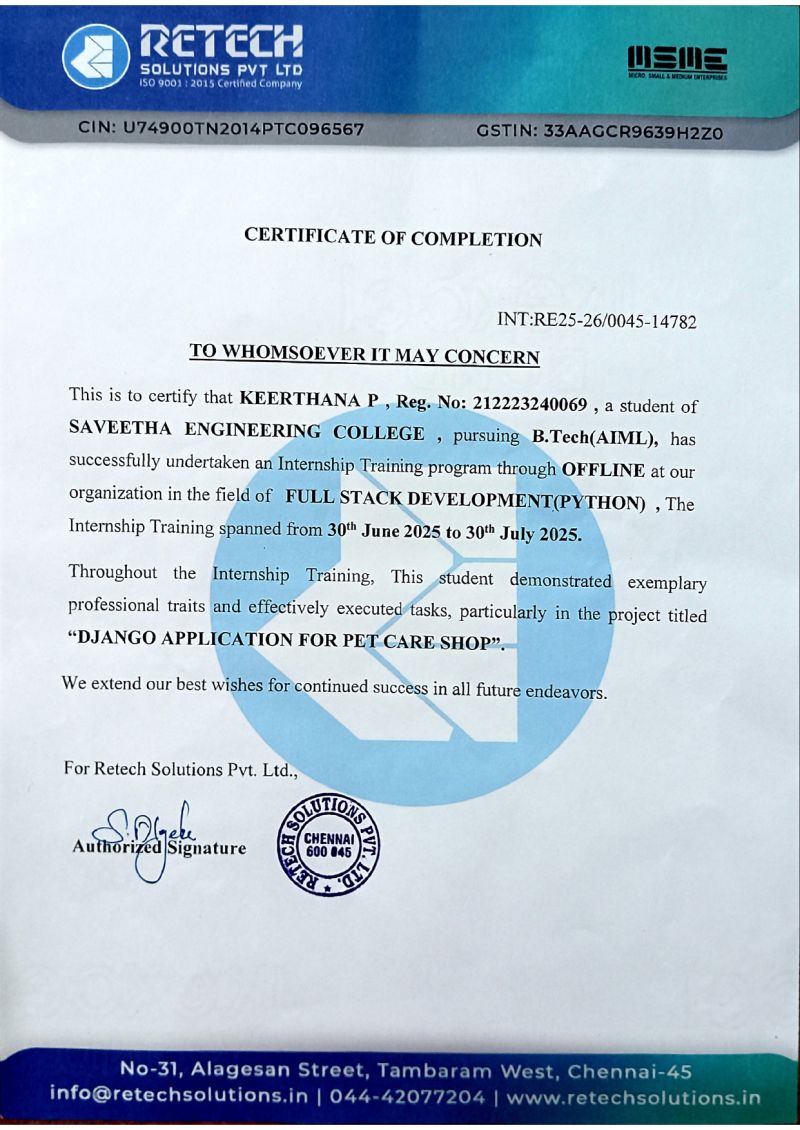 RETECH
SOLUTIONS PVT LTD
ISO 9001 : 2015 Certified Company
MSME
MICRO, SMALL & MEDIUM ENTERPRISES
CIN: U74900TN2014PTC096567
GSTIN: 33AAGCR9639H2Z0
CERTIFICATE OF COMPLETION
INT:RE25-26/0045-14782
TO WHOMSOEVER IT MAY CONCERN
This is to certify that KEERTHANA P , Reg. No: 212223240069 , a student of
SAVEETHA ENGINEERING COLLEGE , pursuing B.Tech(AIML), has
successfully undertaken an Internship Training program through OFFLINE at our
organization in the field of FULL STACK DEVELOPMENT(PYTHON) , The
Internship Training spanned from 30th June 2025 to 30th July 2025.
Throughout the Internship Training, This student demonstrated exemplary
professional traits and effectively executed tasks, particularly in the project titled
“DJANGO APPLICATION FOR PET CARE SHOP”.
We extend our best wishes for continued success in all future endeavors.
For Retech Solutions Pvt. Ltd.,
Authorized Signature
RETECH SOLUTIONS PVT. LTD.
CHENNAI
600 045
No-31, Alagesan Street, Tambaram West, Chennai-45
info@retechsolutions.in | 044-42077204 | www.retechsolutions.in